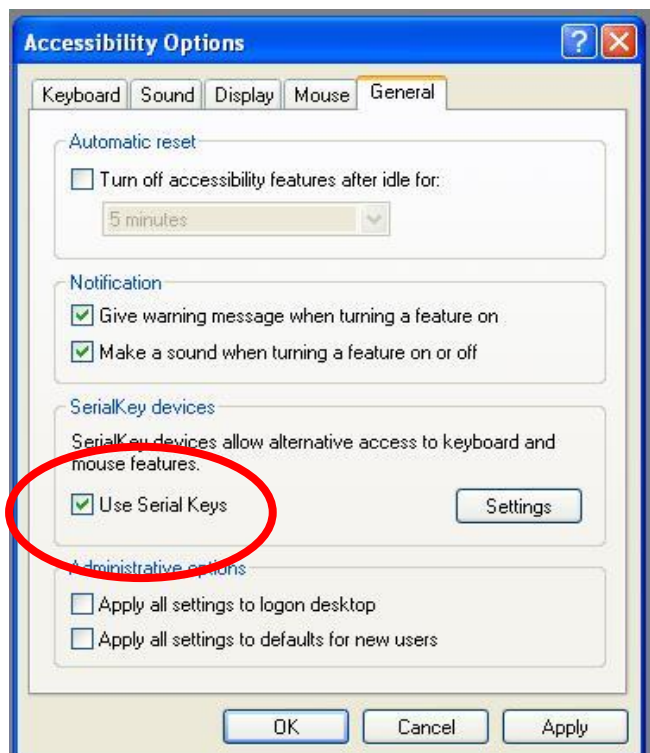 Accessibility Options
Keyboard Sound Display Mouse General
Automatic reset
Turn off accessibility features after idle for:
5 minutes
Notification
Give warning message when turning a feature on
Make a sound when turning a feature on or off
SerialKey devices
SerialKey devices allow alternative access to keyboard and
mouse features.
Use Serial Keys
Settings
Administrative options
Apply all settings to logon desktop
Apply all settings to defaults for new users
OK Cancel Apply